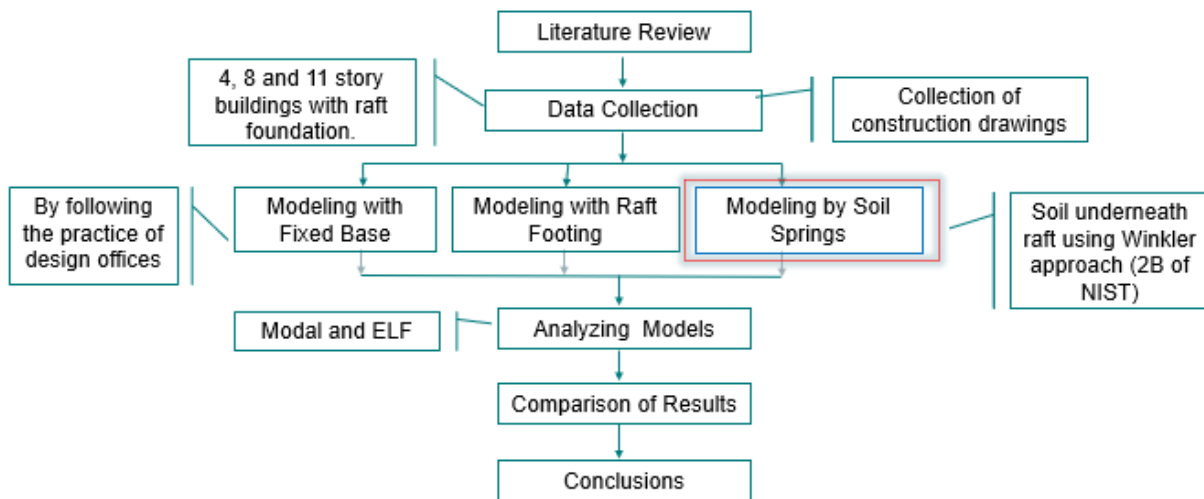 Literature Review
4, 8 and 11 story
buildings with raft
foundation.
Data Collection
Collection of
construction drawings
By following
the practice of
design offices
Modeling with
Fixed Base
Modeling with Raft
Footing
Modeling by Soil
Springs
Soil underneath
raft using Winkler
approach (2B of
NIST)
Modal and ELF
Analyzing Models
Comparison of Results
Conclusions